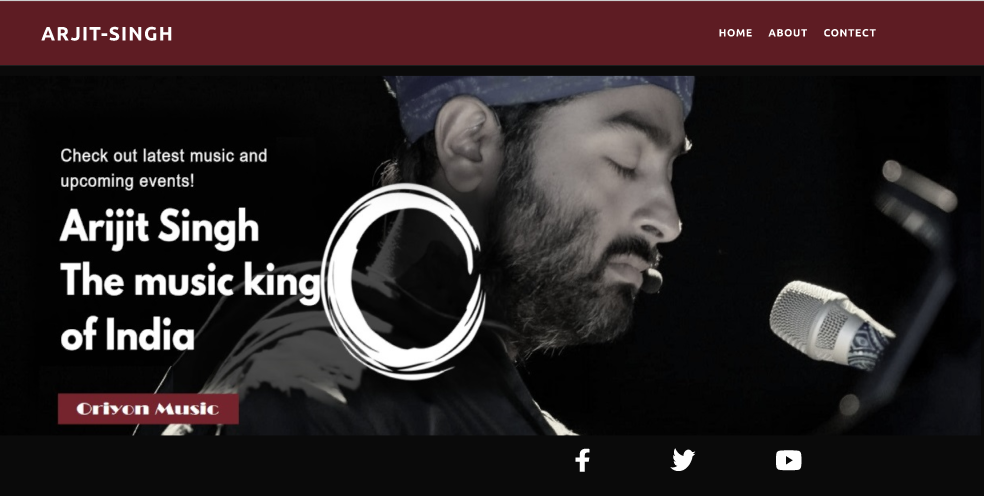 ARJIT-SINGH
HOME ABOUT CONTECT
Check out latest music and
upcoming events!
Arijit Singh
The music king
of India
Oriyon Music